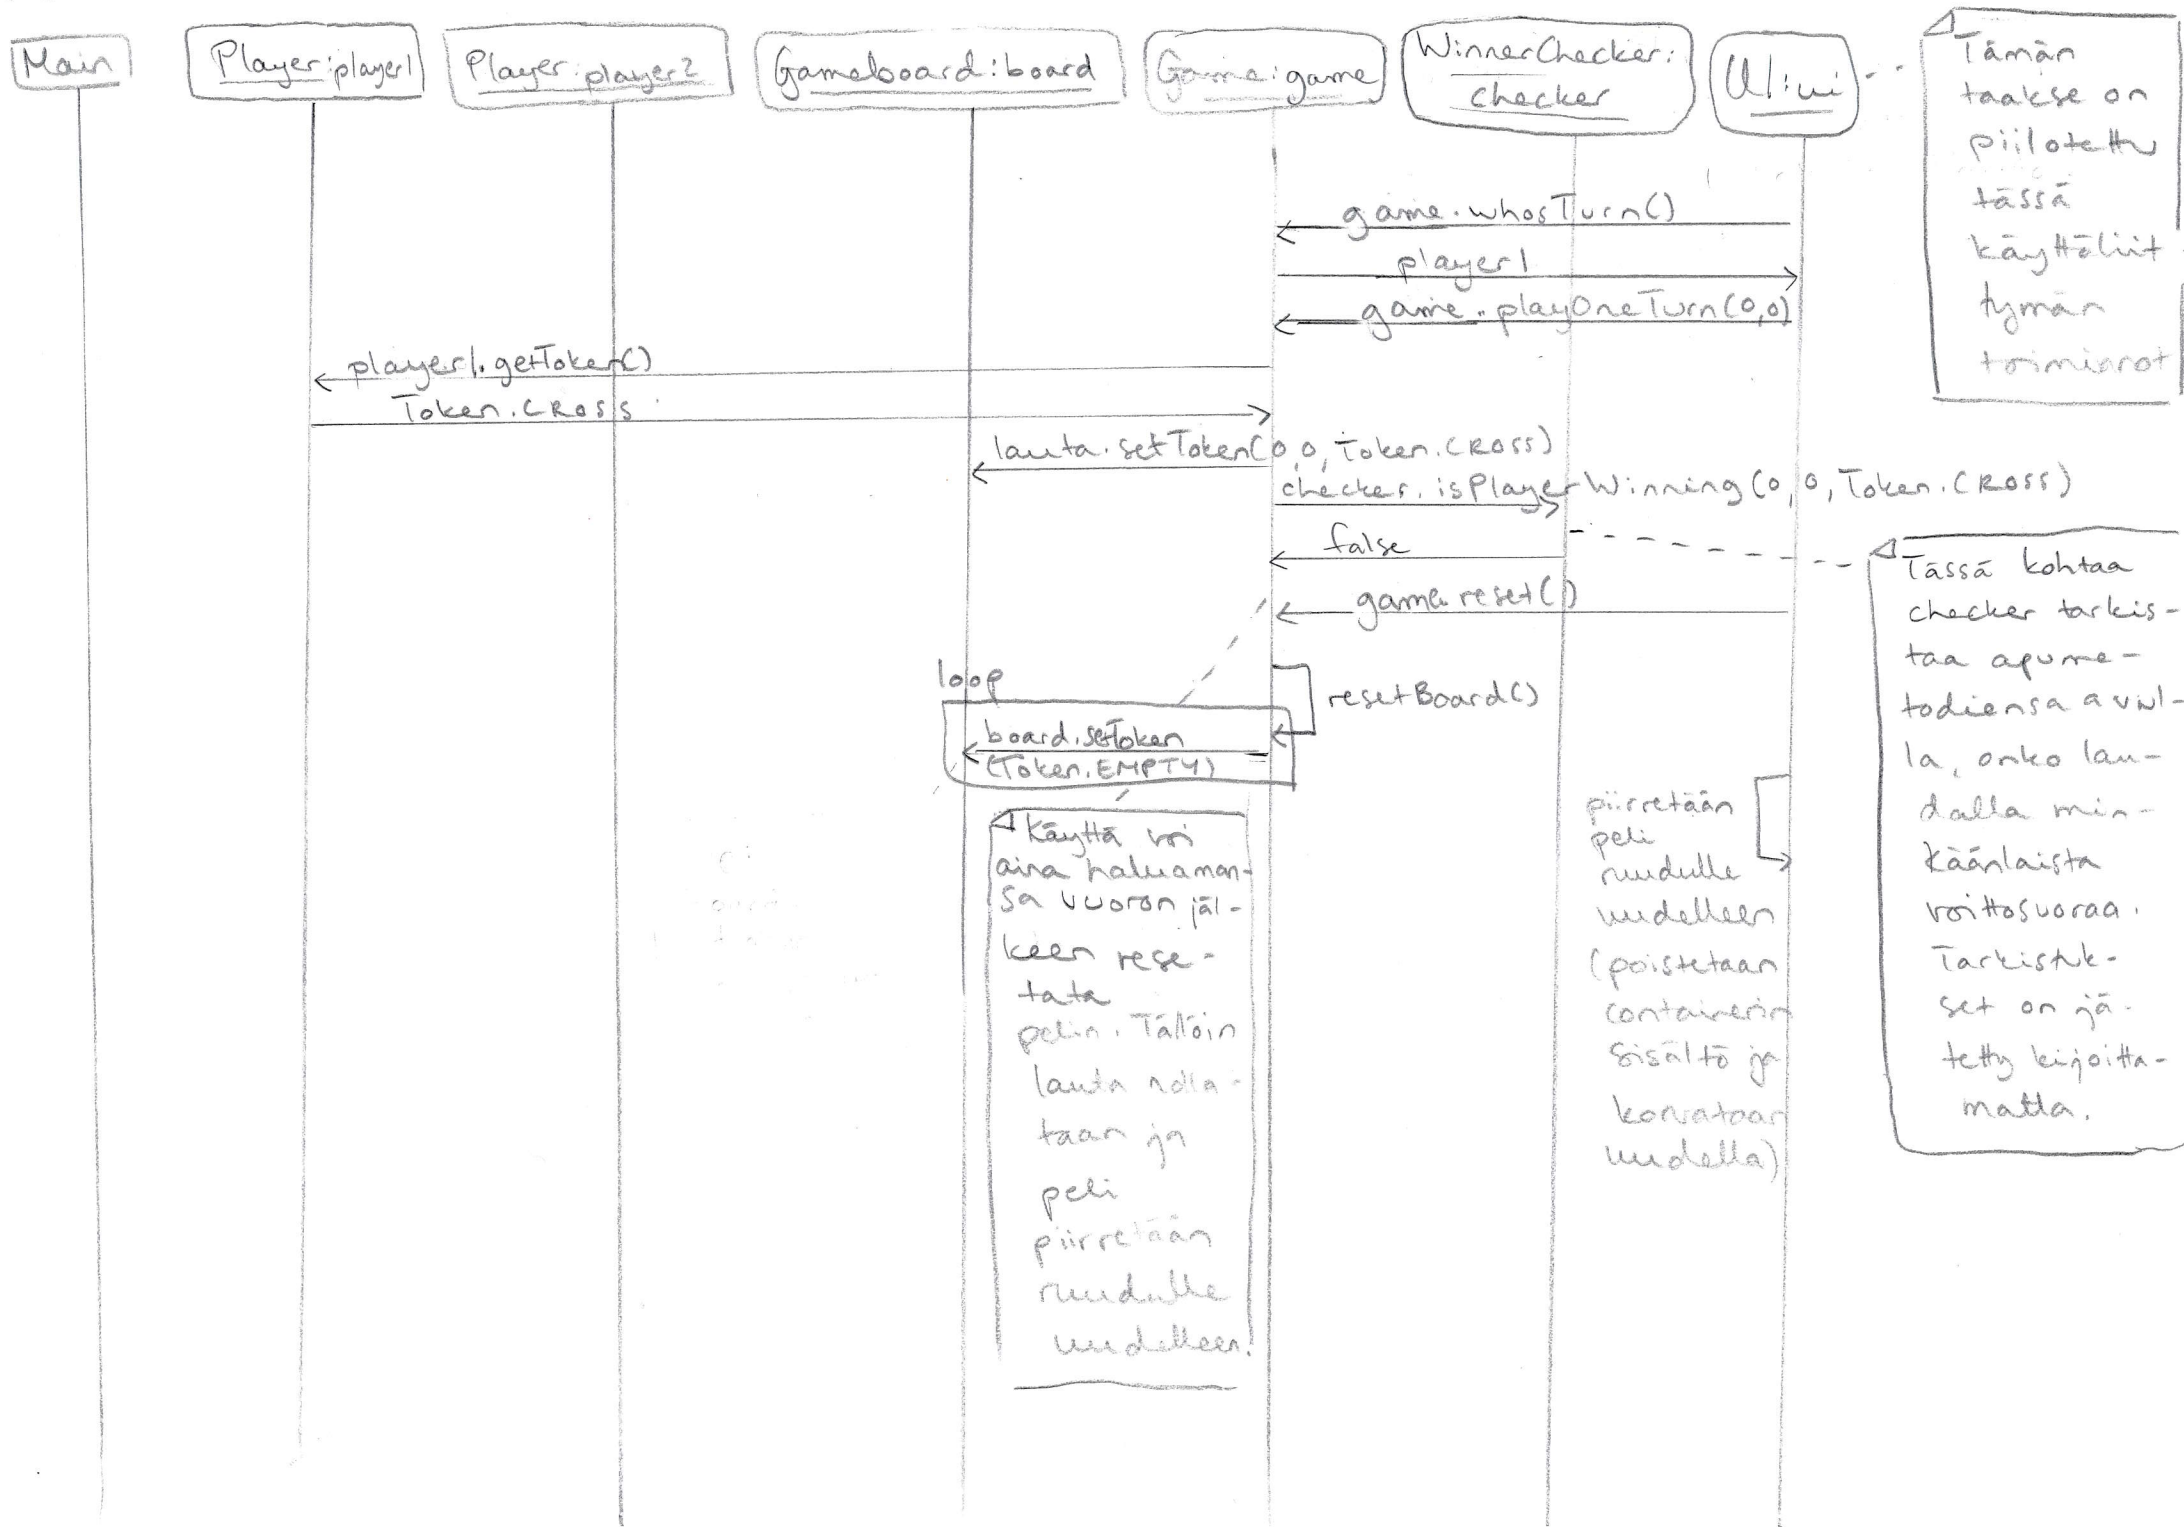 Main
Player:player1
Player:player2
Gameboard:board
Game:game
WinnerChecker:
checker
UI:ui
Tämän
taakse on
piilotettu
tässä
käyttöliit
tymän
toiminnot
game.whosTurn()
player1
game.playOneTurn(0,0)
player1.getToken()
Token.CROSS
lauta.setToken(0,0,Token.CROSS)
checker.isPlayerWinning(0,0,Token.CROSS)
false
game.reset()
Tässä kohtaa
checker tarkis-
taa apume-
todiensa avul-
la, onko lau-
dalla min-
käänlaista
voittosuoraa.
Tarkistuk-
set on jä-
tetty kirjoitta-
matta.
loop
resetBoard()
board.setToken
(Token.EMPTY)
Käyttä voi
aina haluaman-
sa vuoron jäl-
keen rese-
tata
pelin. Tällöin
lauta nolla-
taan ja
peli
piirretään
ruudulle
uudelleen.
piirretään
peli
ruudulle
uudelleen
(poistetaan
containerin
sisältö ja
korvataan
uudella)